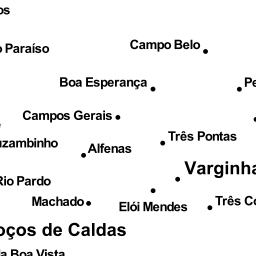 os
o Paraíso
Campo Belo
Boa Esperança
Pe
Campos Gerais
uzambinho
Alfenas
Três Pontas
Varginha
Rio Pardo
Machado
Elói Mendes
Três Co
oços de Caldas
a Boa Vista